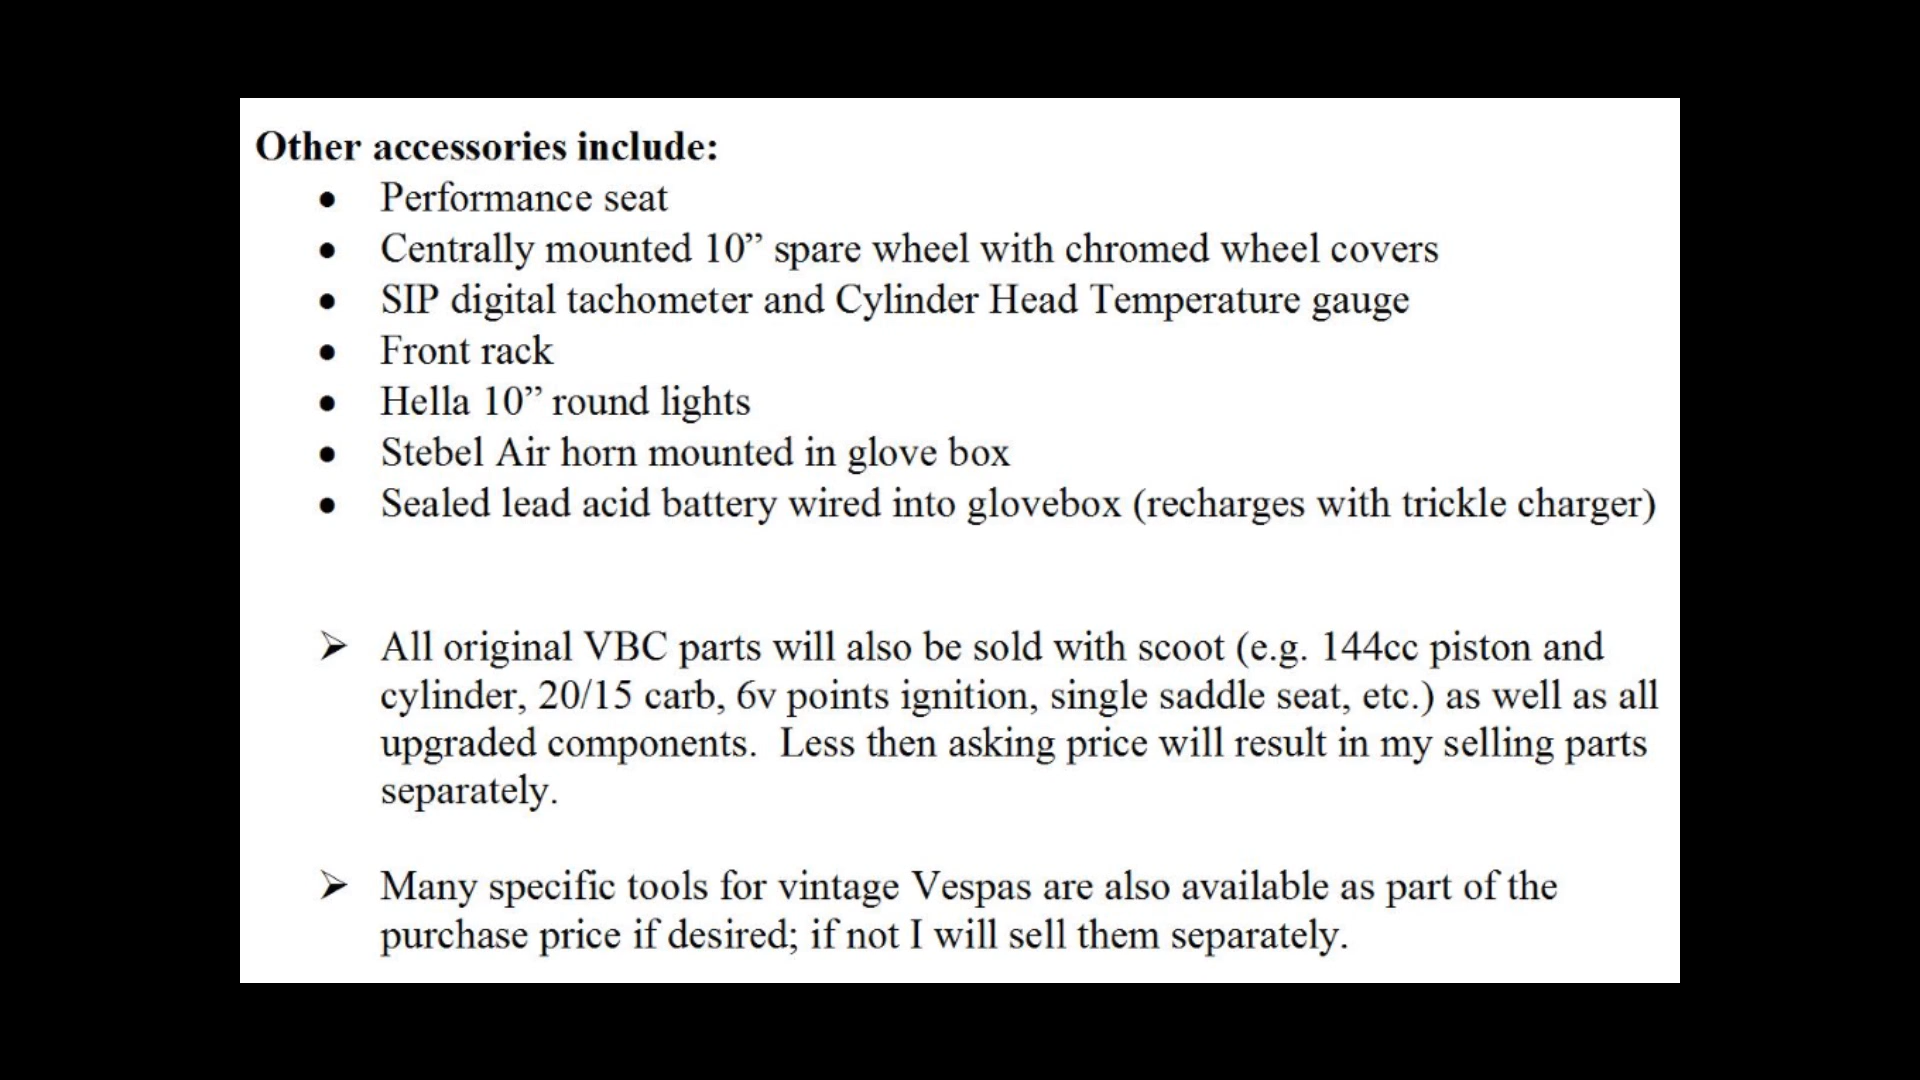 Other accessories include:
● Performance seat
● Centrally mounted 10” spare wheel with chromed wheel covers
● SIP digital tachometer and Cylinder Head Temperature gauge
● Front rack
● Hella 10” round lights
● Stebel Air horn mounted in glove box
● Sealed lead acid battery wired into glovebox (recharges with trickle charger)
➢ All original VBC parts will also be sold with scoot (e.g. 144cc piston and
cylinder, 20/15 carb, 6v points ignition, single saddle seat, etc.) as well as all
upgraded components.  Less then asking price will result in my selling parts
separately.
➢ Many specific tools for vintage Vespas are also available as part of the
purchase price if desired; if not I will sell them separately.